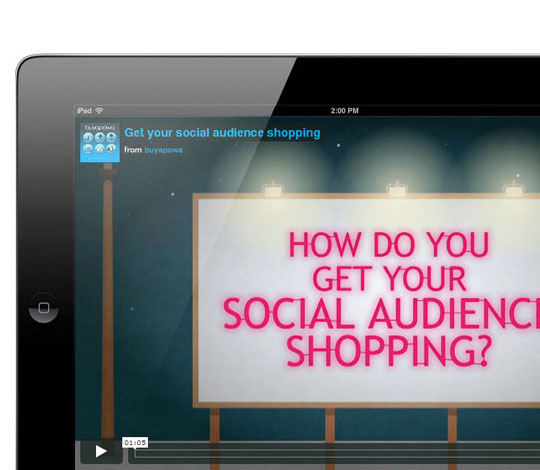 iPad
2:00 PM
buyapowa
Get your social audience shopping
from buyapowa
HOW DO YOU
GET YOUR
SOCIAL AUDIENC
SHOPPING?
01:05